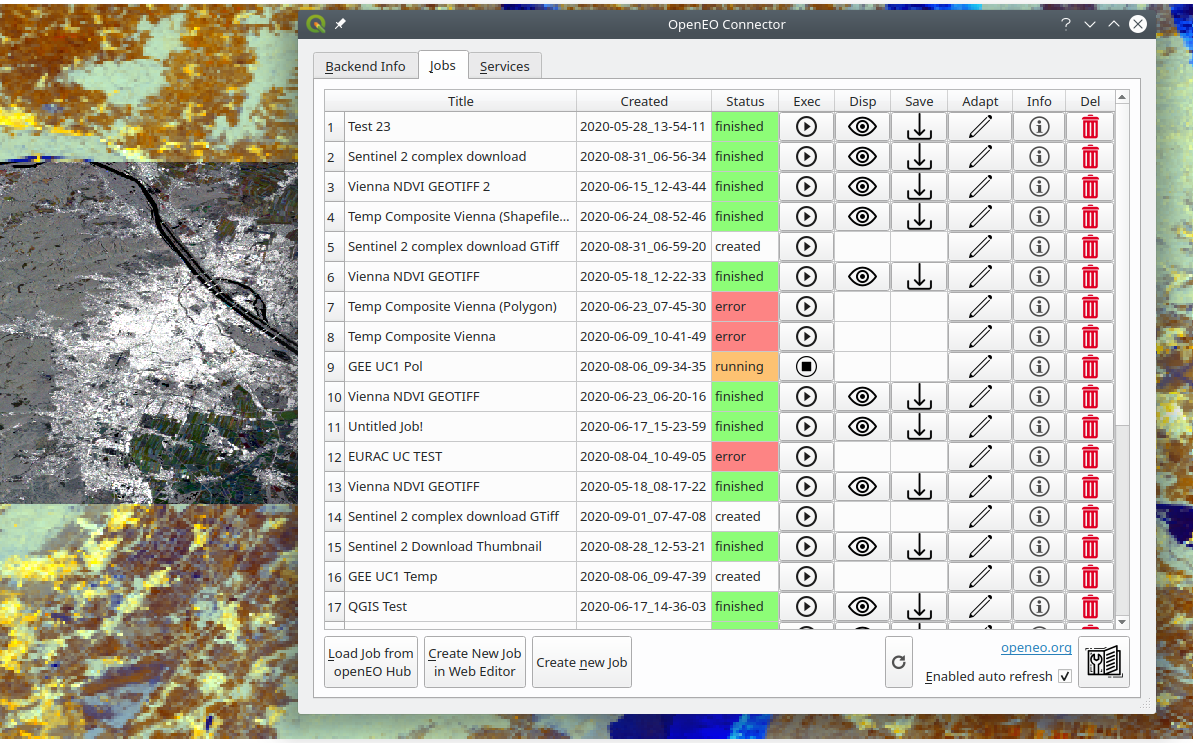 OpenEO Connector
Backend Info Jobs Services
Title Created Status Exec Disp Save Adapt Info Del
1 Test 23 2020-05-28_13-54-11 finished
2 Sentinel 2 complex download 2020-08-31_06-56-34 finished
3 Vienna NDVI GEOTIFF 2 2020-06-15_12-43-44 finished
4 Temp Composite Vienna (Shapefile... 2020-06-24_08-52-46 finished
5 Sentinel 2 complex download GTiff 2020-08-31_06-59-20 created
6 Vienna NDVI GEOTIFF 2020-05-18_12-22-33 finished
7 Temp Composite Vienna (Polygon) 2020-06-23_07-45-30 error
8 Temp Composite Vienna 2020-06-09_10-41-49 error
9 GEE UC1 Pol 2020-08-06_09-34-35 running
10 Vienna NDVI GEOTIFF 2020-06-23_06-20-16 finished
11 Untitled Job! 2020-06-17_15-23-59 finished
12 EURAC UC TEST 2020-08-04_10-49-05 error
13 Vienna NDVI GEOTIFF 2020-05-18_08-17-22 finished
14 Sentinel 2 complex download GTiff 2020-09-01_07-47-08 created
15 Sentinel 2 Download Thumbnail 2020-08-28_12-53-21 finished
16 GEE UC1 Temp 2020-08-06_09-47-39 created
17 QGIS Test 2020-06-17_14-36-03 finished
Load Job from
openEO Hub
Create New Job
in Web Editor
Create new Job
openeo.org
Enabled auto refresh